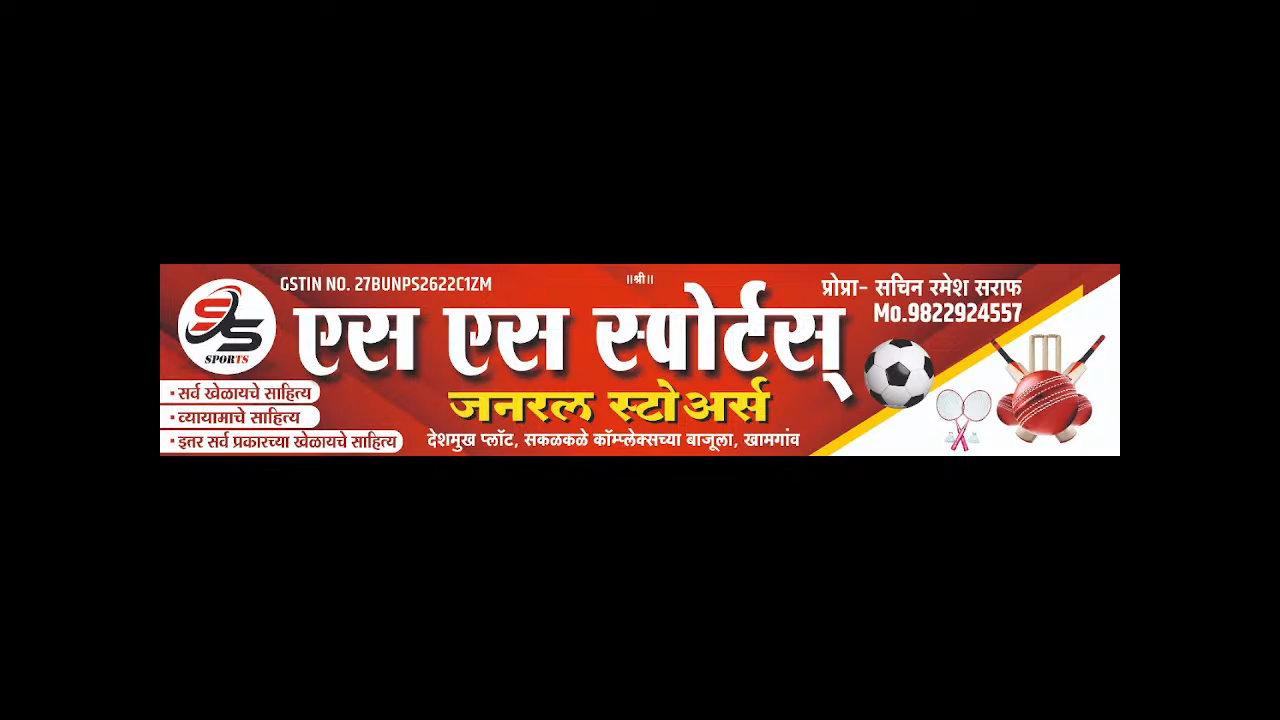 GSTIN NO. 27BUNPS2622C1ZM
॥श्री॥
प्रोप्रा- सचिन रमेश सराफ
Mo.9822924557
SS
SPORTS
एस एस स्पोर्टस्
जनरल स्टोअर्स
• सर्व खेळायचे साहित्य
• व्यायामाचे साहित्य
• इतर सर्व प्रकारच्या खेळायचे साहित्य
देशमुख प्लॉट, सकळकळे कॉम्प्लेक्सच्या बाजूला, खामगांव